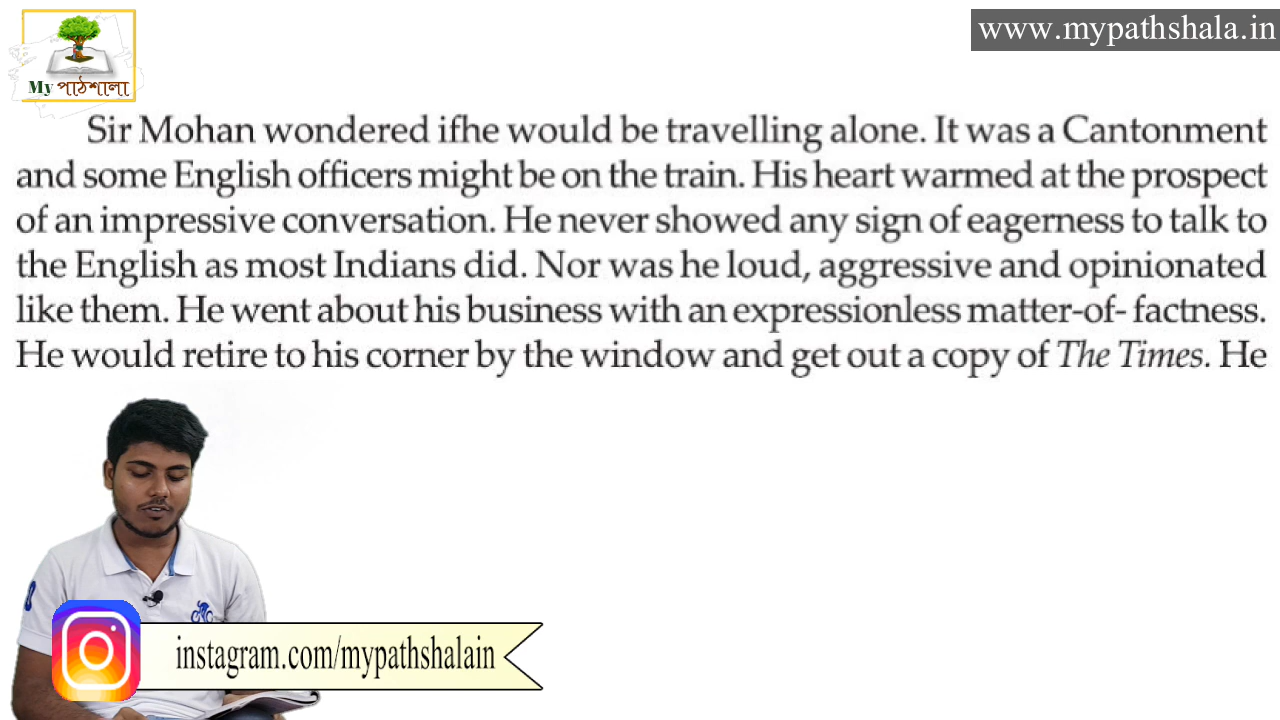 www.mypathshala.in
My পাঠশালা
Sir Mohan wondered ifhe would be travelling alone. It was a Cantonment
and some English officers might be on the train. His heart warmed at the prospect
of an impressive conversation. He never showed any sign of eagerness to talk to
the English as most Indians did. Nor was he loud, aggressive and opinionated
like them. He went about his business with an expressionless matter-of- factness.
He would retire to his corner by the window and get out a copy of The Times. He
instagram.com/mypathshalain